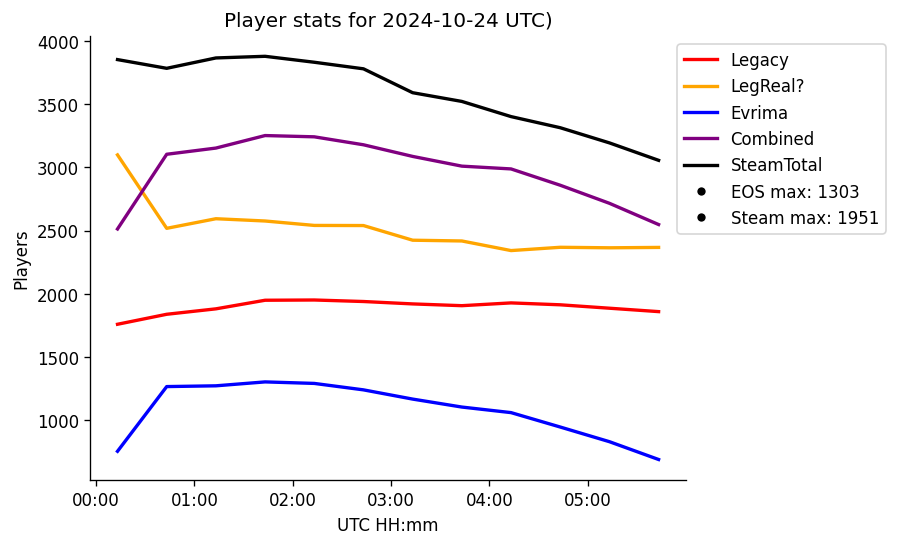 Player stats for 2024-10-24 UTC)
4000
3500
3000
2500
2000
1500
1000
Players
00:00
01:00
02:00
03:00
04:00
05:00
UTC HH:mm
Legacy
LegReal?
Evrima
Combined
SteamTotal
EOS max: 1303
Steam max: 1951